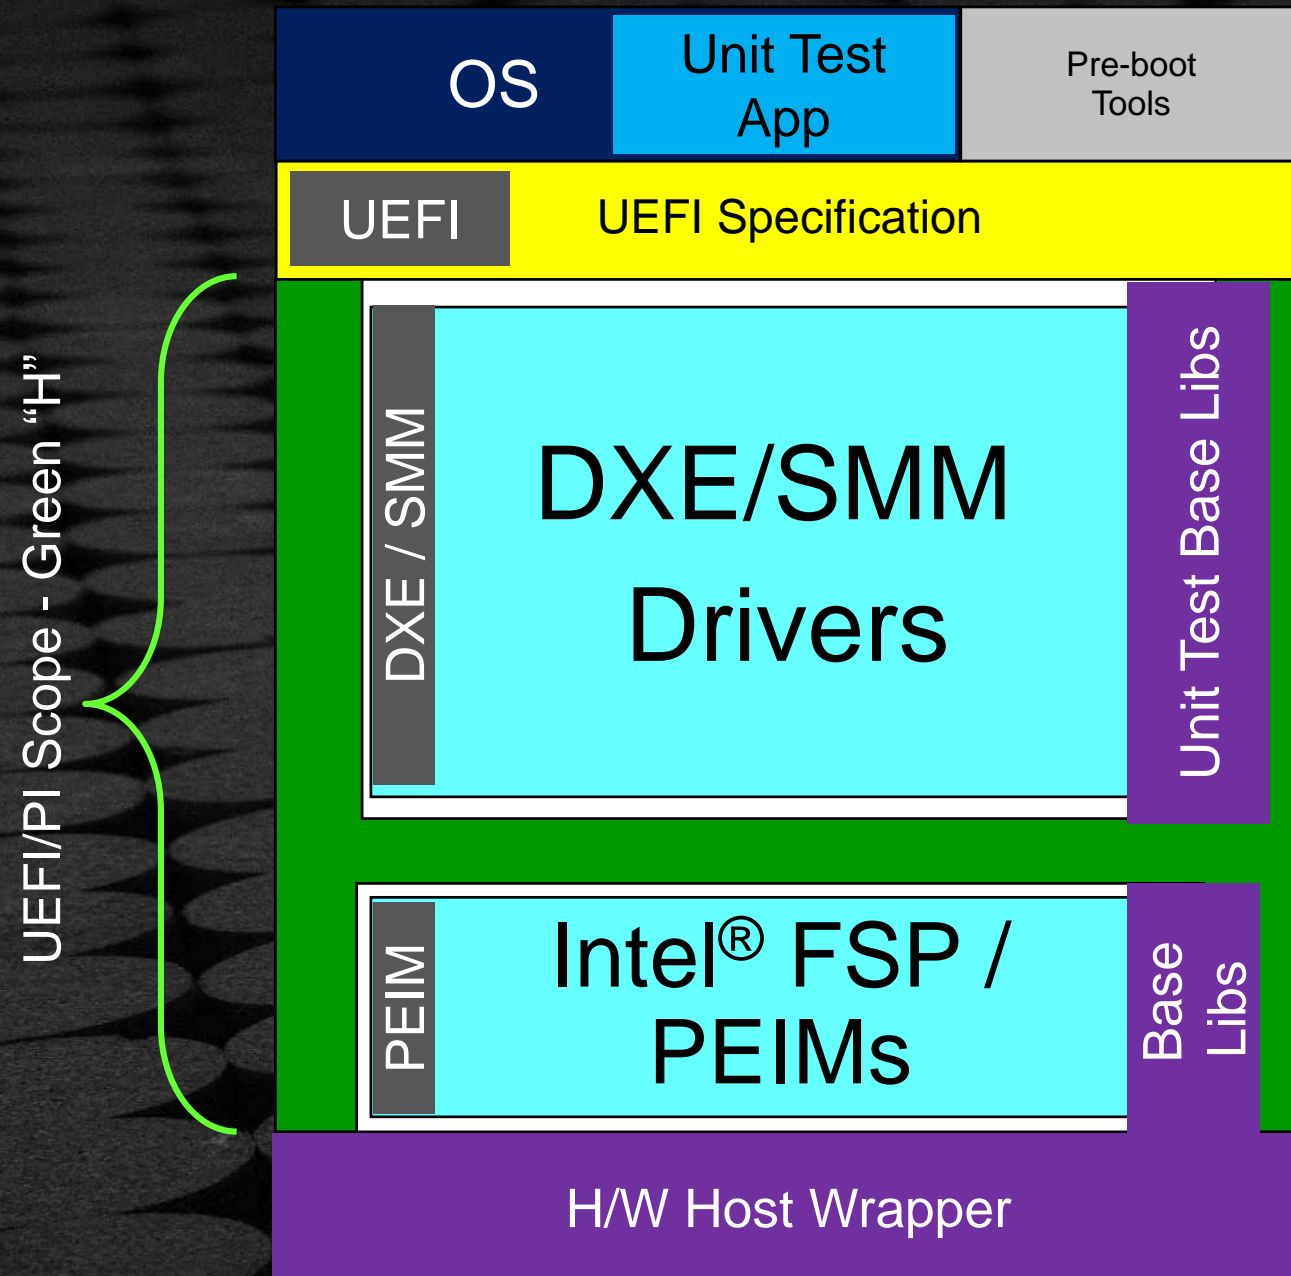 OS
Unit Test
App
Pre-boot
Tools
UEFI
UEFI Specification
UEFI/PI Scope - Green “H”
DXE / SMM
DXE/SMM
Drivers
Unit Test Base Libs
PEIM
Intel® FSP /
PEIMs
Base
Libs
H/W Host Wrapper